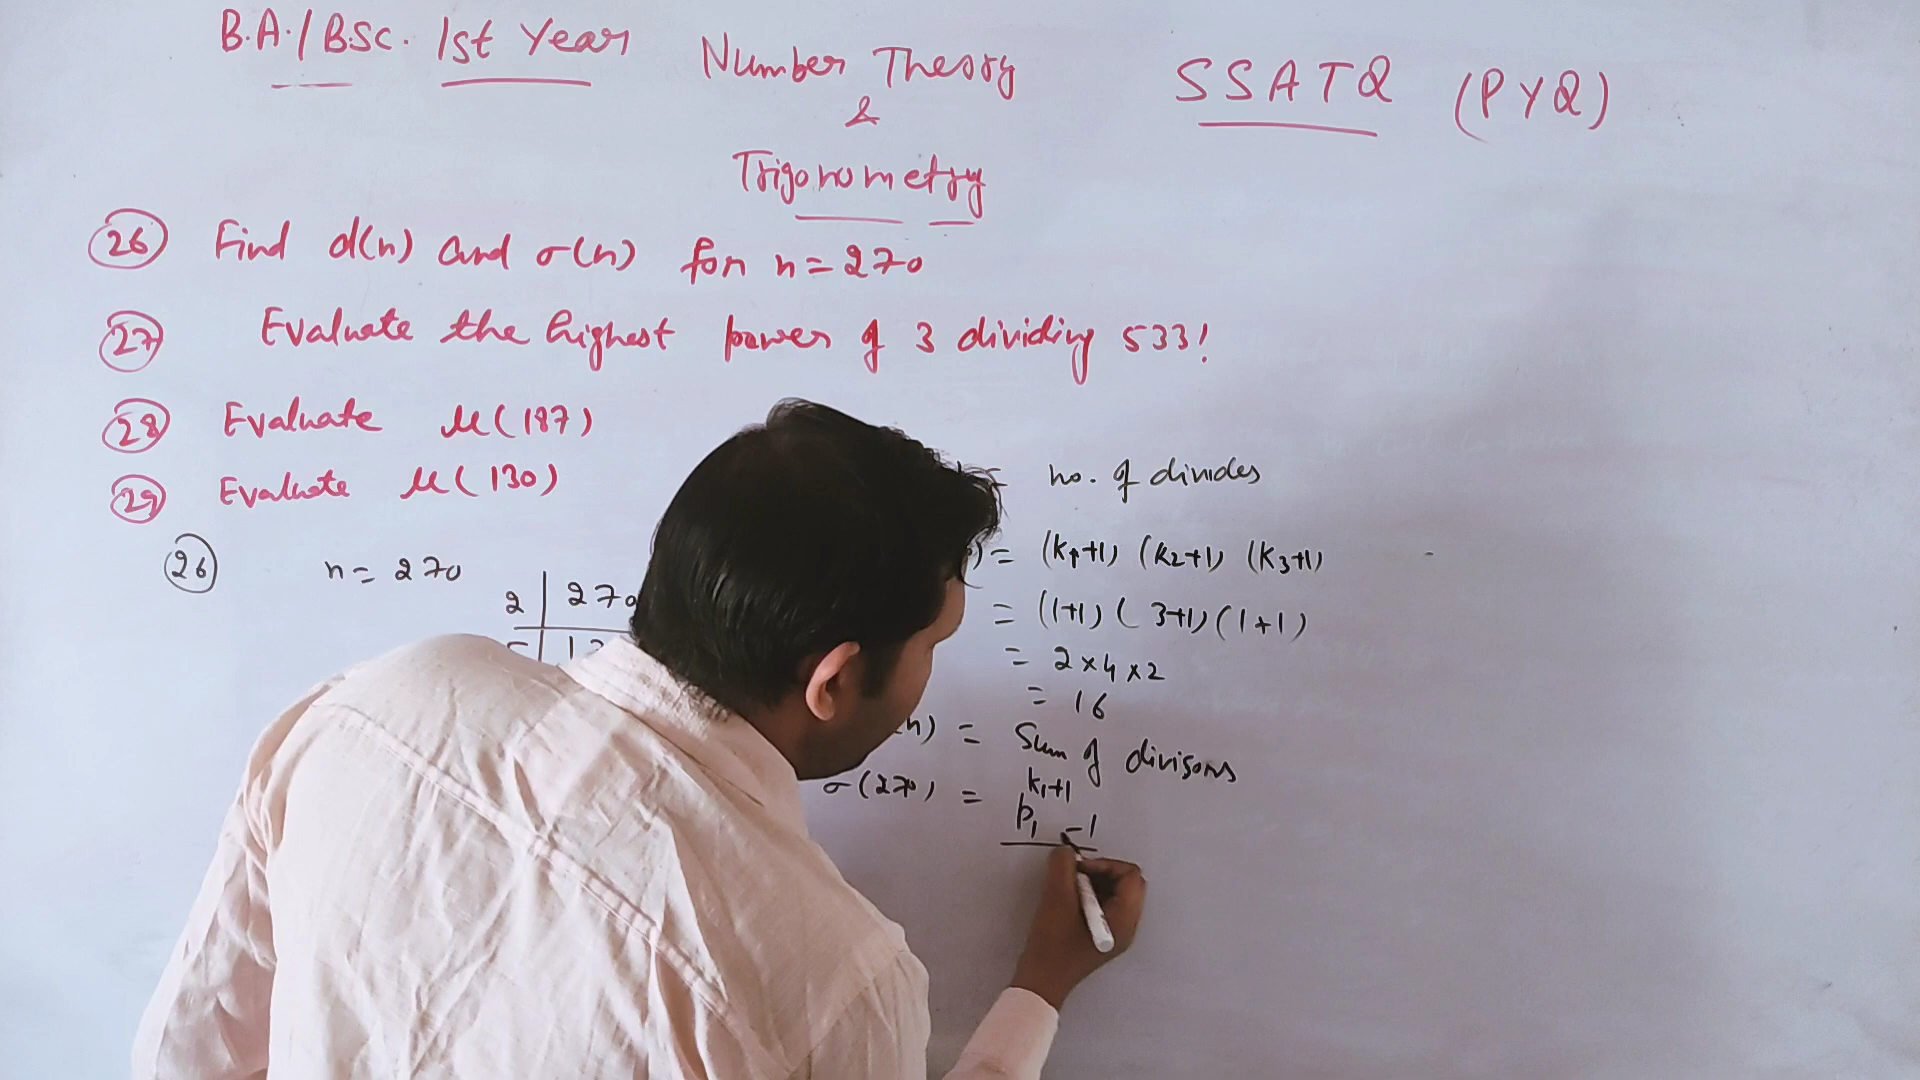 B.A./B.Sc. 1st Year Number Theory SSATQ (PYQ)
&
Trigonometry
26 Find d(n) and σ(n) for n=270
27 Evaluate the highest power of 3 dividing 533!
28 Evaluate μ(187)
29 Evaluate μ(130)
= no. of divides
26 n = 270
)= (k1+1) (k2+1) (k3+1)
2 | 270
= (1+1) (3+1) (1+1)
= 2×4×2
= 16
(n) = Sum of divisors
σ(270) = p1^k1+1 -1